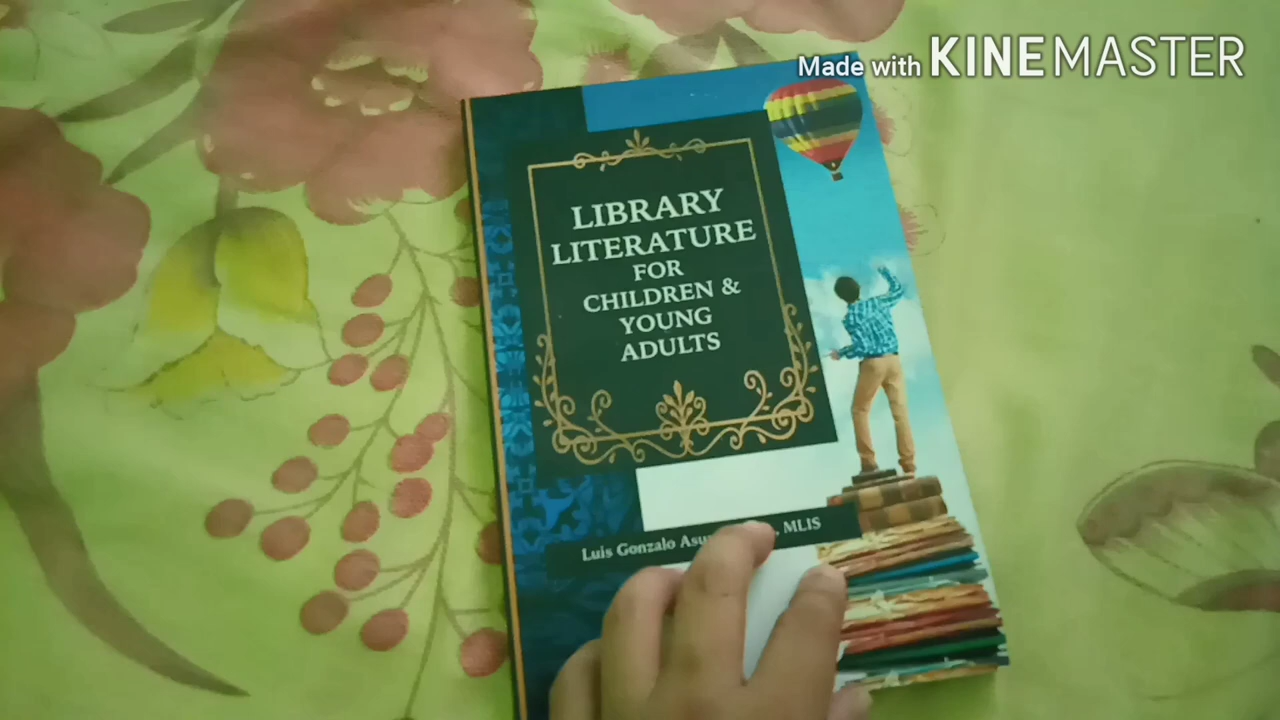 Made with KINEMASTER
LIBRARY
LITERATURE
FOR
CHILDREN &
YOUNG
ADULTS
Luis Gonzalo MLIS